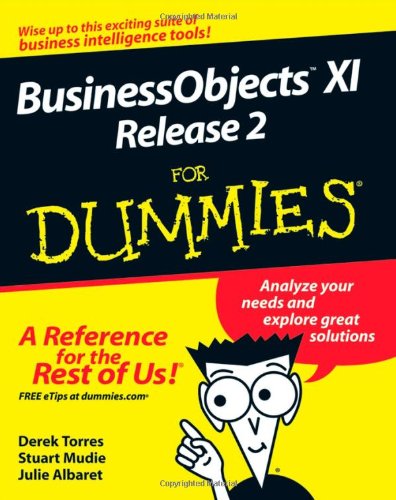 Wise up to this exciting suite of
business intelligence tools!
BusinessObjects™ XI
Release 2
FOR
DUMMIES®
Analyze your
needs and
explore great
solutions
A Reference
for the
Rest of Us!®
FREE eTips at dummies.com®
Derek Torres
Stuart Mudie
Julie Albaret